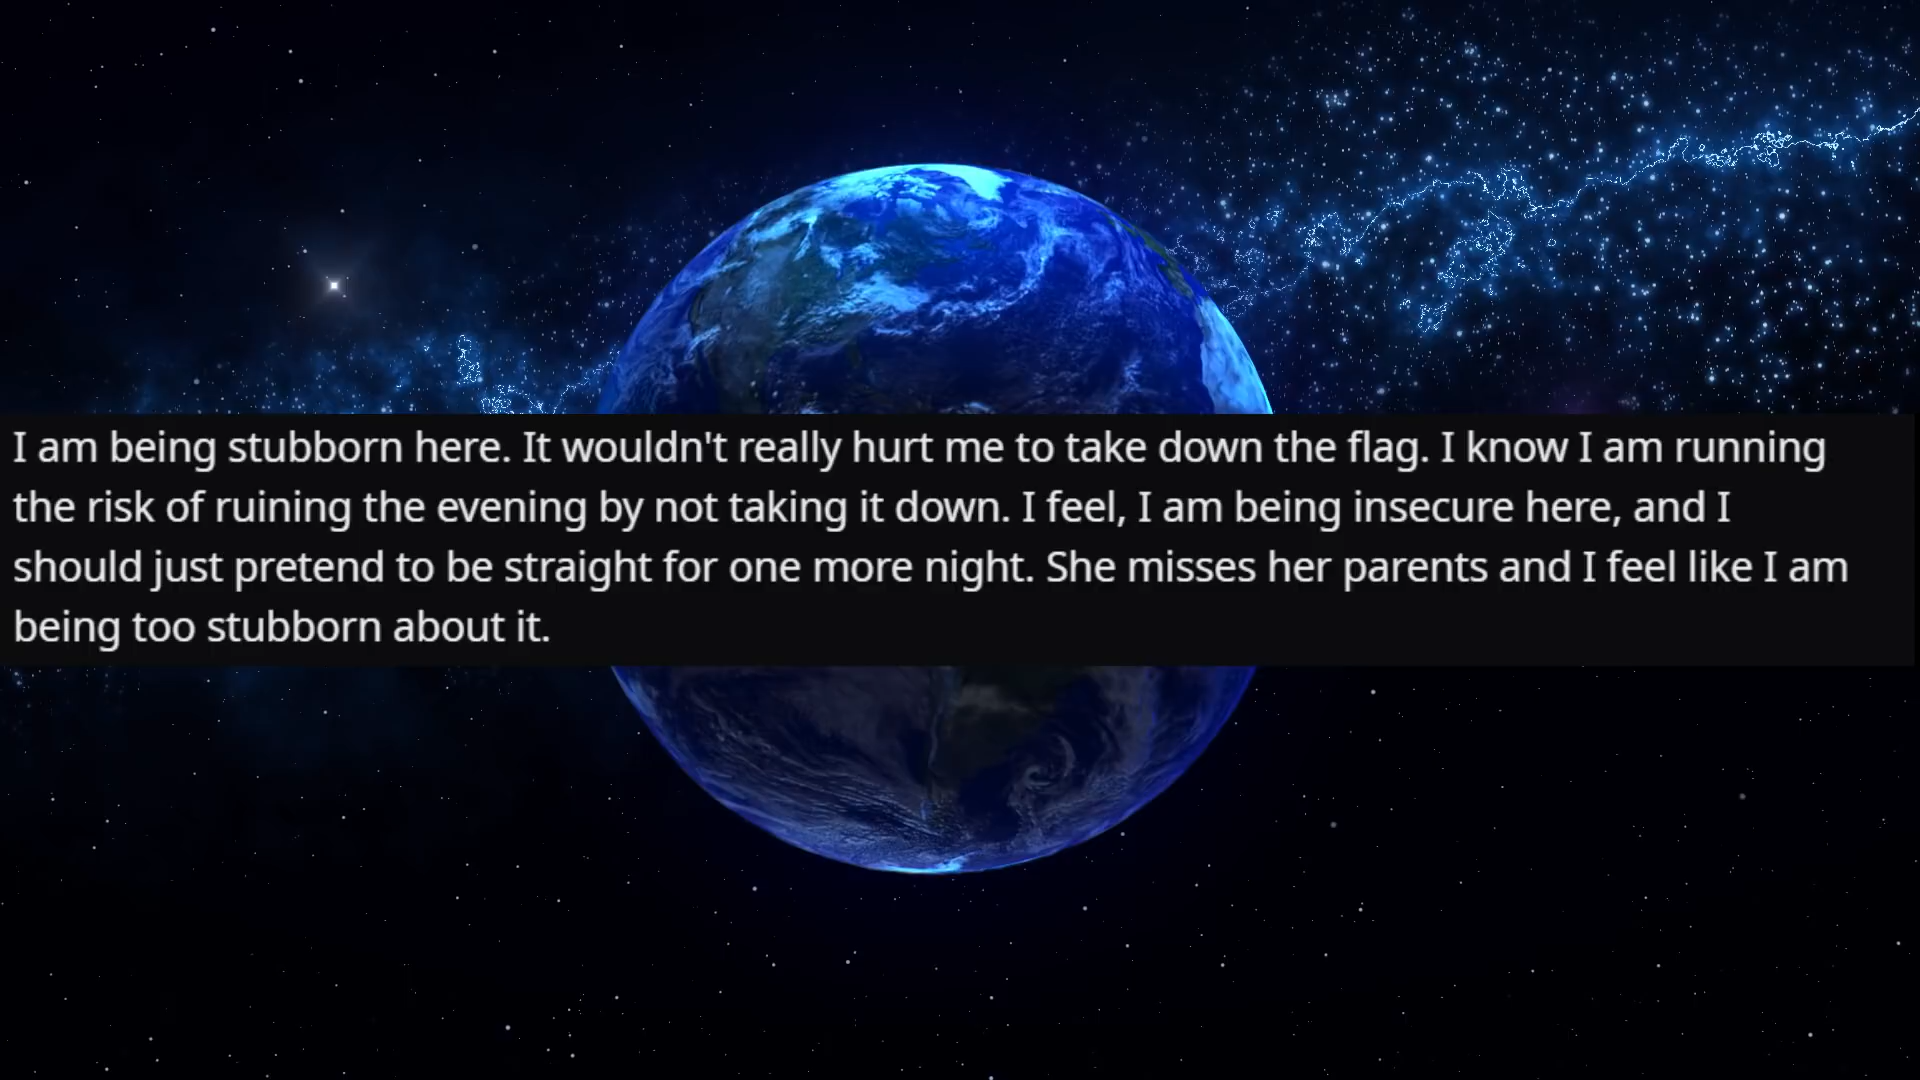 I am being stubborn here. It wouldn't really hurt me to take down the flag. I know I am running
the risk of ruining the evening by not taking it down. I feel, I am being insecure here, and I
should just pretend to be straight for one more night. She misses her parents and I feel like I am
being too stubborn about it.